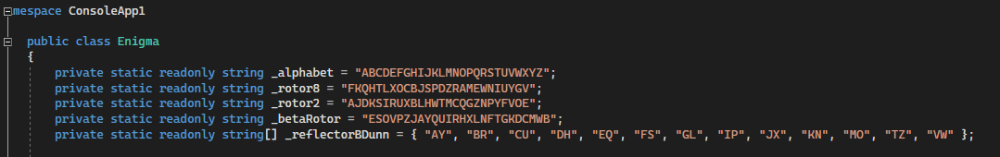 mespace ConsoleApp1
public class Enigma
{
private static readonly string _alphabet = "ABCDEFGHIJKLMNOPQRSTUVWXYZ";
private static readonly string _rotor8 = "FKQHTLXOCBJSPDZRAMEWNIUYGV";
private static readonly string _rotor2 = "AJDKSIRUXBLHWTMCQGZNPYFVOE";
private static readonly string _betaRotor = "ESOVPZJAYQUIRHXLNFTGKDCMWB";
private static readonly string[] _reflectorBDunn = { "AY", "BR", "CU", "DH", "EQ", "FS", "GL", "IP", "JX", "KN", "MO", "TZ", "VW" };